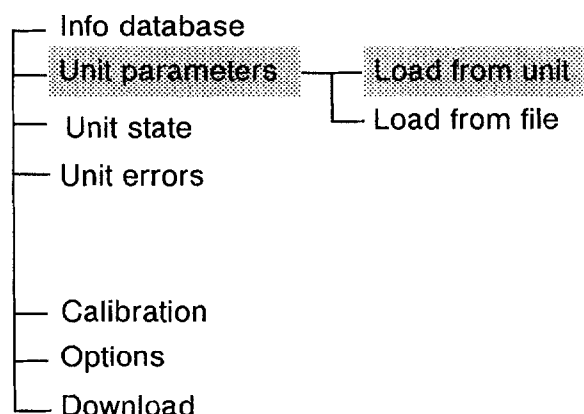 Info database
Unit parameters Load from unit
Unit state Load from file
Unit errors
Calibration
Options
Download